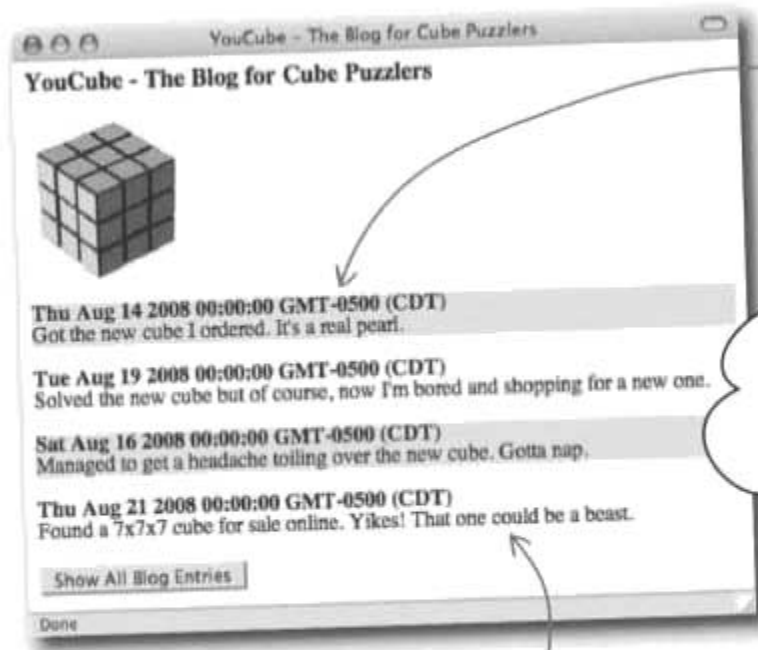 YouCube - The Blog for Cube Puzzlers
YouCube - The Blog for Cube Puzzlers
Thu Aug 14 2008 00:00:00 GMT-0500 (CDT)
Got the new cube I ordered. It's a real pearl.
Tue Aug 19 2008 00:00:00 GMT-0500 (CDT)
Solved the new cube but of course, now I'm bored and shopping for a new one.
Sat Aug 16 2008 00:00:00 GMT-0500 (CDT)
Managed to get a headache toiling over the new cube. Gotta nap.
Thu Aug 21 2008 00:00:00 GMT-0500 (CDT)
Found a 7x7x7 cube for sale online. Yikes! That one could be a beast.
Show All Blog Entries
Done